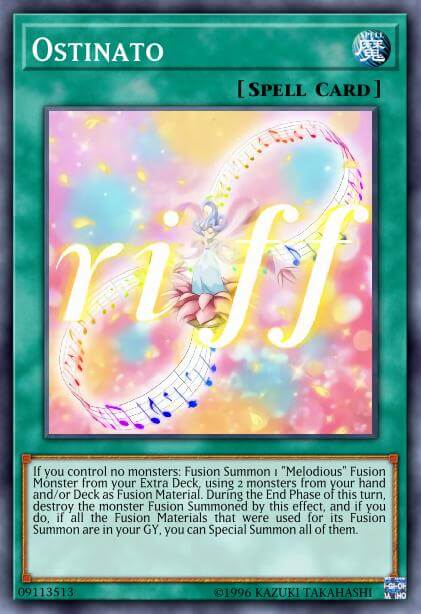 OSTINATO
SPELL
魔
[SPELL CARD]
riff
If you control no monsters: Fusion Summon 1 "Melodious" Fusion
Monster from your Extra Deck, using 2 monsters from your hand
and/or Deck as Fusion Material. During the End Phase of this turn,
destroy the monster Fusion Summoned by this effect, and if you
do, if all the Fusion Materials that were used for its Fusion
Summon are in your GY, you can Special Summon all of them.
09113513
©1996 KAZUKI TAKAHASHI